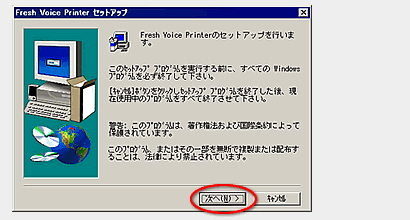 Fresh Voice Printer セットアップ
Fresh Voice Printerのセットアップを行いま
す。
このｾｯﾄｱｯﾌﾟ ﾌﾟﾛｸﾞﾗﾑを実行する前に、すべての Windows
ﾌﾟﾛｸﾞﾗﾑを必ず終了して下さい。
[ｷｬﾝｾﾙ]ﾎﾞﾀﾝをｸﾘｯｸしｾｯﾄｱｯﾌﾟ ﾌﾟﾛｸﾞﾗﾑを終了した後、現
在使用中のﾌﾟﾛｸﾞﾗﾑをすべて終了させて下さい。
警告: このﾌﾟﾛｸﾞﾗﾑは、著作権法および国際条約によって
保護されています。
このﾌﾟﾛｸﾞﾗﾑ、またはその一部を無断で複製または配布す
ることは、法律により禁止されています。
次へ(N) >
ｷｬﾝｾﾙ